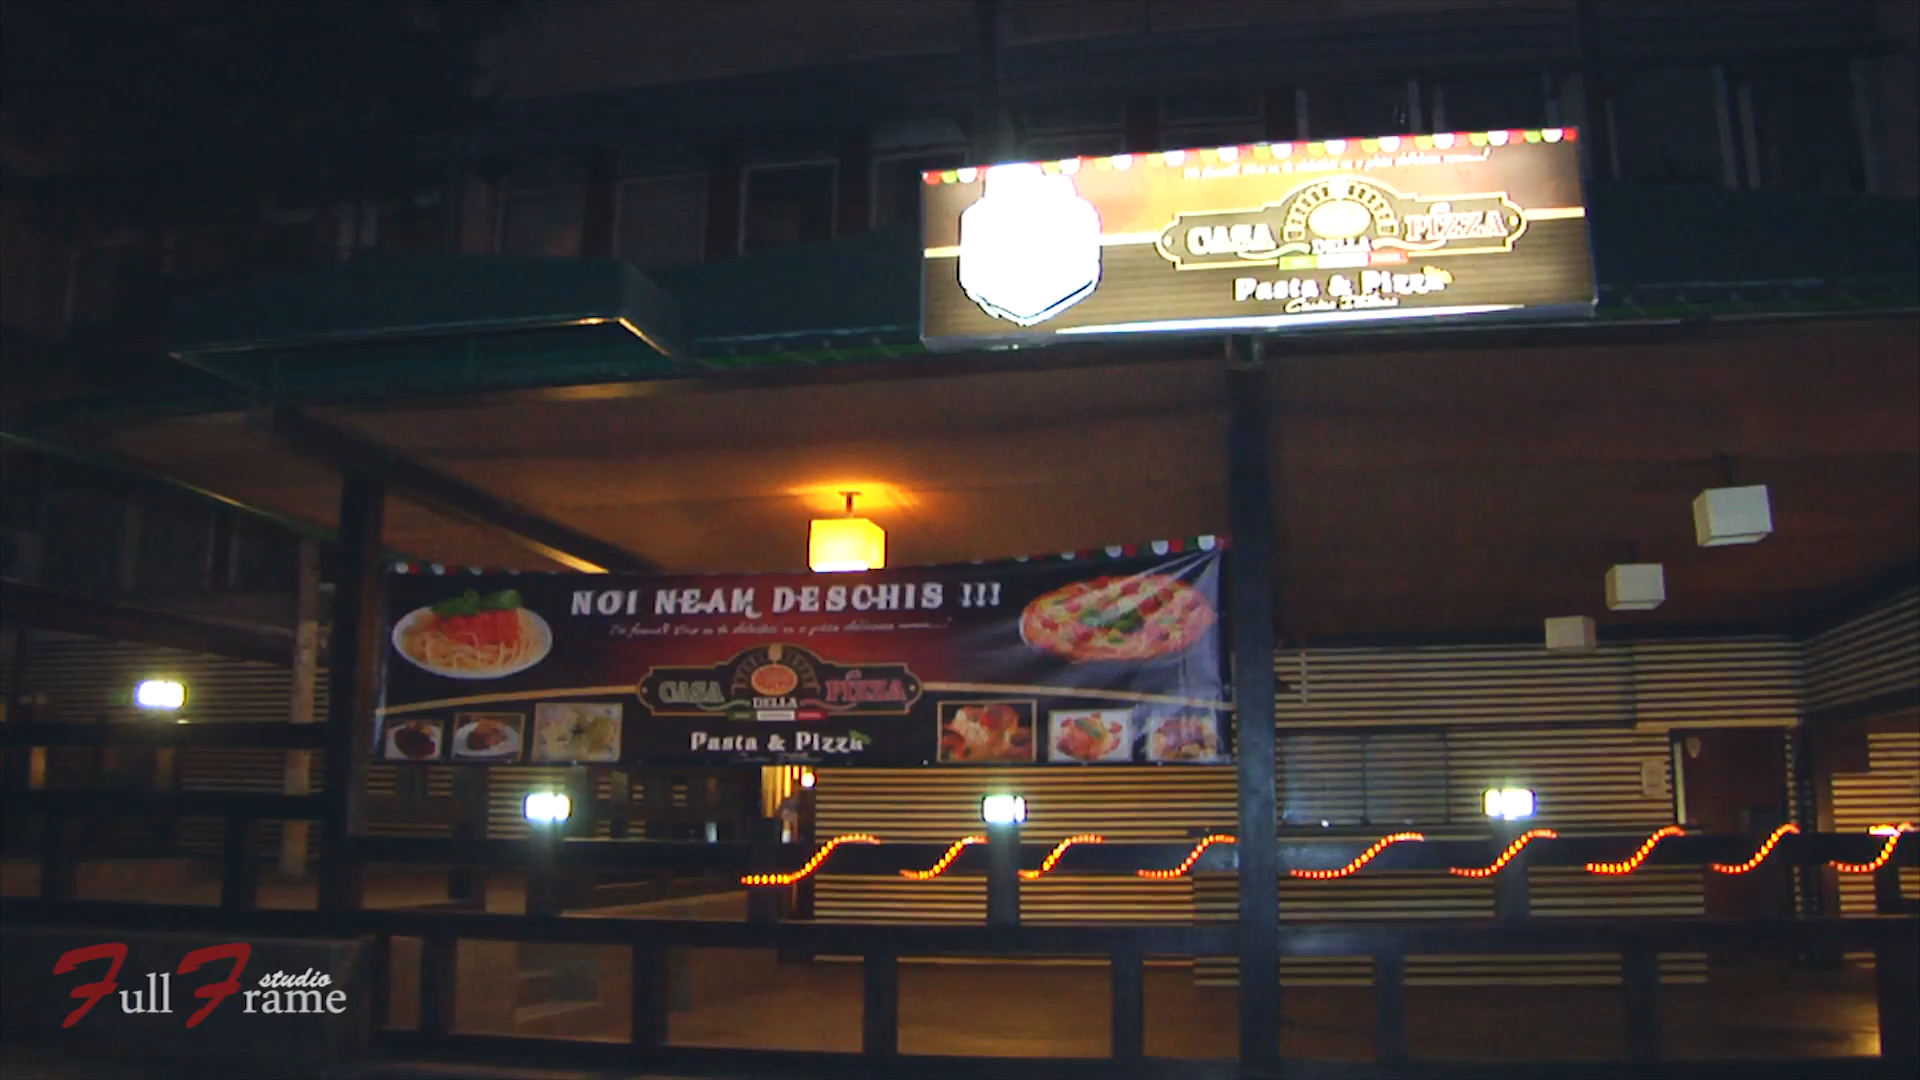 CASA
DELLA
PIZZA
Pasta & Pizza
NOI NEAM DESCHIS !!!
CASA
DELLA
PIZZA
Pasta & Pizza
Full Frame
studio